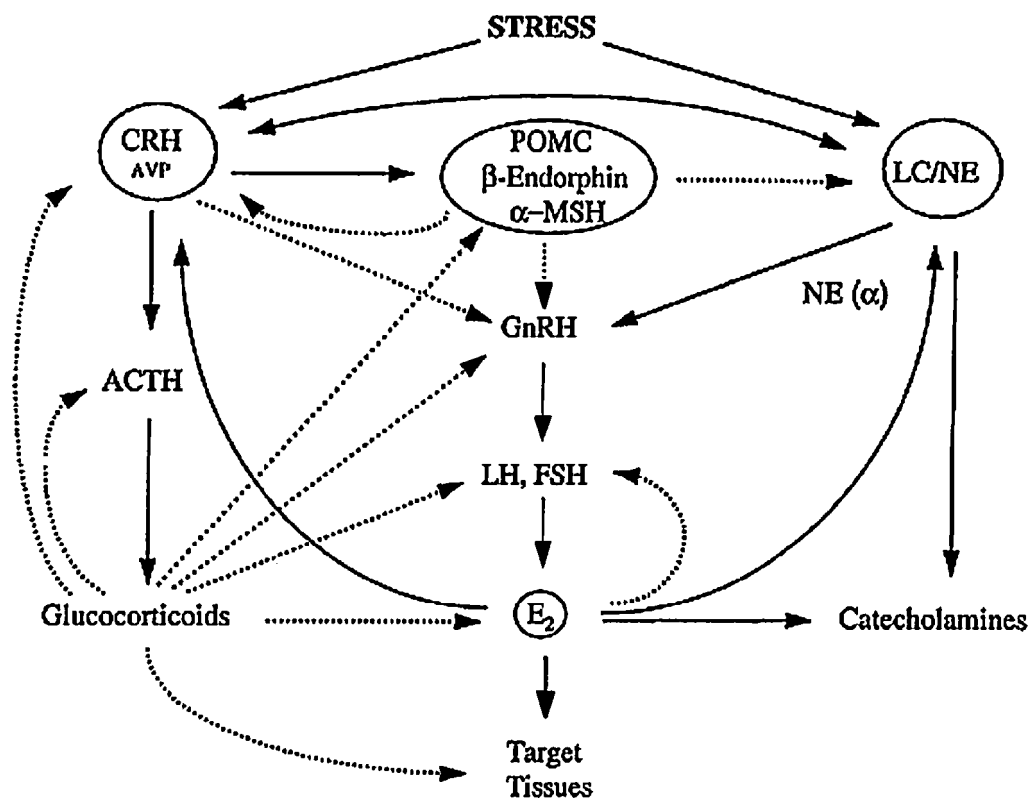 STRESS
CRH
AVP
POMC
β-Endorphin
α-MSH
LC/NE
NE (α)
GnRH
ACTH
LH, FSH
Glucocorticoids
E₂
Catecholamines
Target
Tissues